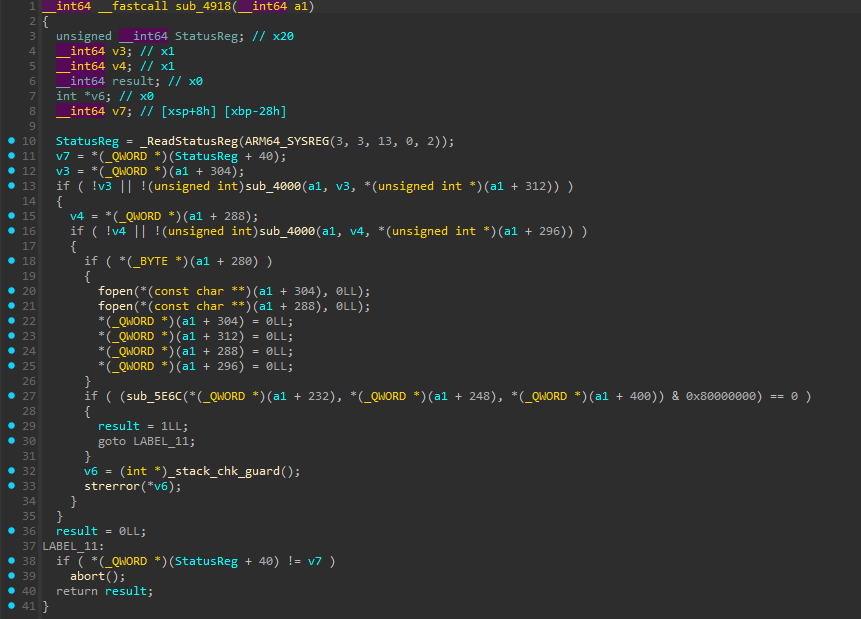 1 __int64 __fastcall sub_4918(__int64 a1)
2 {
3 unsigned __int64 StatusReg; // x20
4 __int64 v3; // x1
5 __int64 v4; // x1
6 __int64 result; // x0
7 int *v6; // x0
8 __int64 v7; // [xsp+8h] [xbp-28h]
9
10 StatusReg = _ReadStatusReg(ARM64_SYSREG(3, 3, 13, 0, 2));
11 v7 = *(_QWORD *)(StatusReg + 40);
12 v3 = *(_QWORD *)(a1 + 304);
13 if ( !v3 || !(unsigned int)sub_4000(a1, v3, *(unsigned int *)(a1 + 312)) )
14 {
15 v4 = *(_QWORD *)(a1 + 288);
16 if ( !v4 || !(unsigned int)sub_4000(a1, v4, *(unsigned int *)(a1 + 296)) )
17 {
18 if ( *(_BYTE *)(a1 + 280) )
19 {
20 fopen(*(const char **)(a1 + 304), 0LL);
21 fopen(*(const char **)(a1 + 288), 0LL);
22 *(_QWORD *)(a1 + 304) = 0LL;
23 *(_QWORD *)(a1 + 312) = 0LL;
24 *(_QWORD *)(a1 + 288) = 0LL;
25 *(_QWORD *)(a1 + 296) = 0LL;
26 }
27 if ( (sub_5E6C(*(_QWORD *)(a1 + 232), *(_QWORD *)(a1 + 248), *(_QWORD *)(a1 + 400)) & 0x80000000) == 0 )
28 {
29 result = 1LL;
30 goto LABEL_11;
31 }
32 v6 = (int *)_stack_chk_guard();
33 strerror(*v6);
34 }
35 }
36 result = 0LL;
37 LABEL_11:
38 if ( *(_QWORD *)(StatusReg + 40) != v7 )
39 abort();
40 return result;
41 }